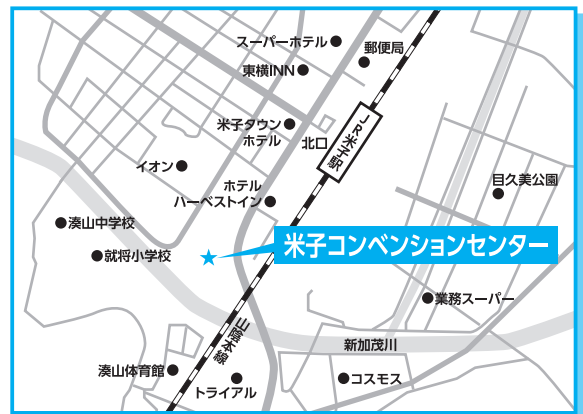 スーパーホテル
郵便局
東横INN
米子タウン
ホテル
北口
JR米子駅
イオン
ホテル
ハーベストイン
目久美公園
湊山中学校
就将小学校
米子コンベンションセンター
業務スーパー
山陰本線
新加茂川
湊山体育館
トライアル
コスモス